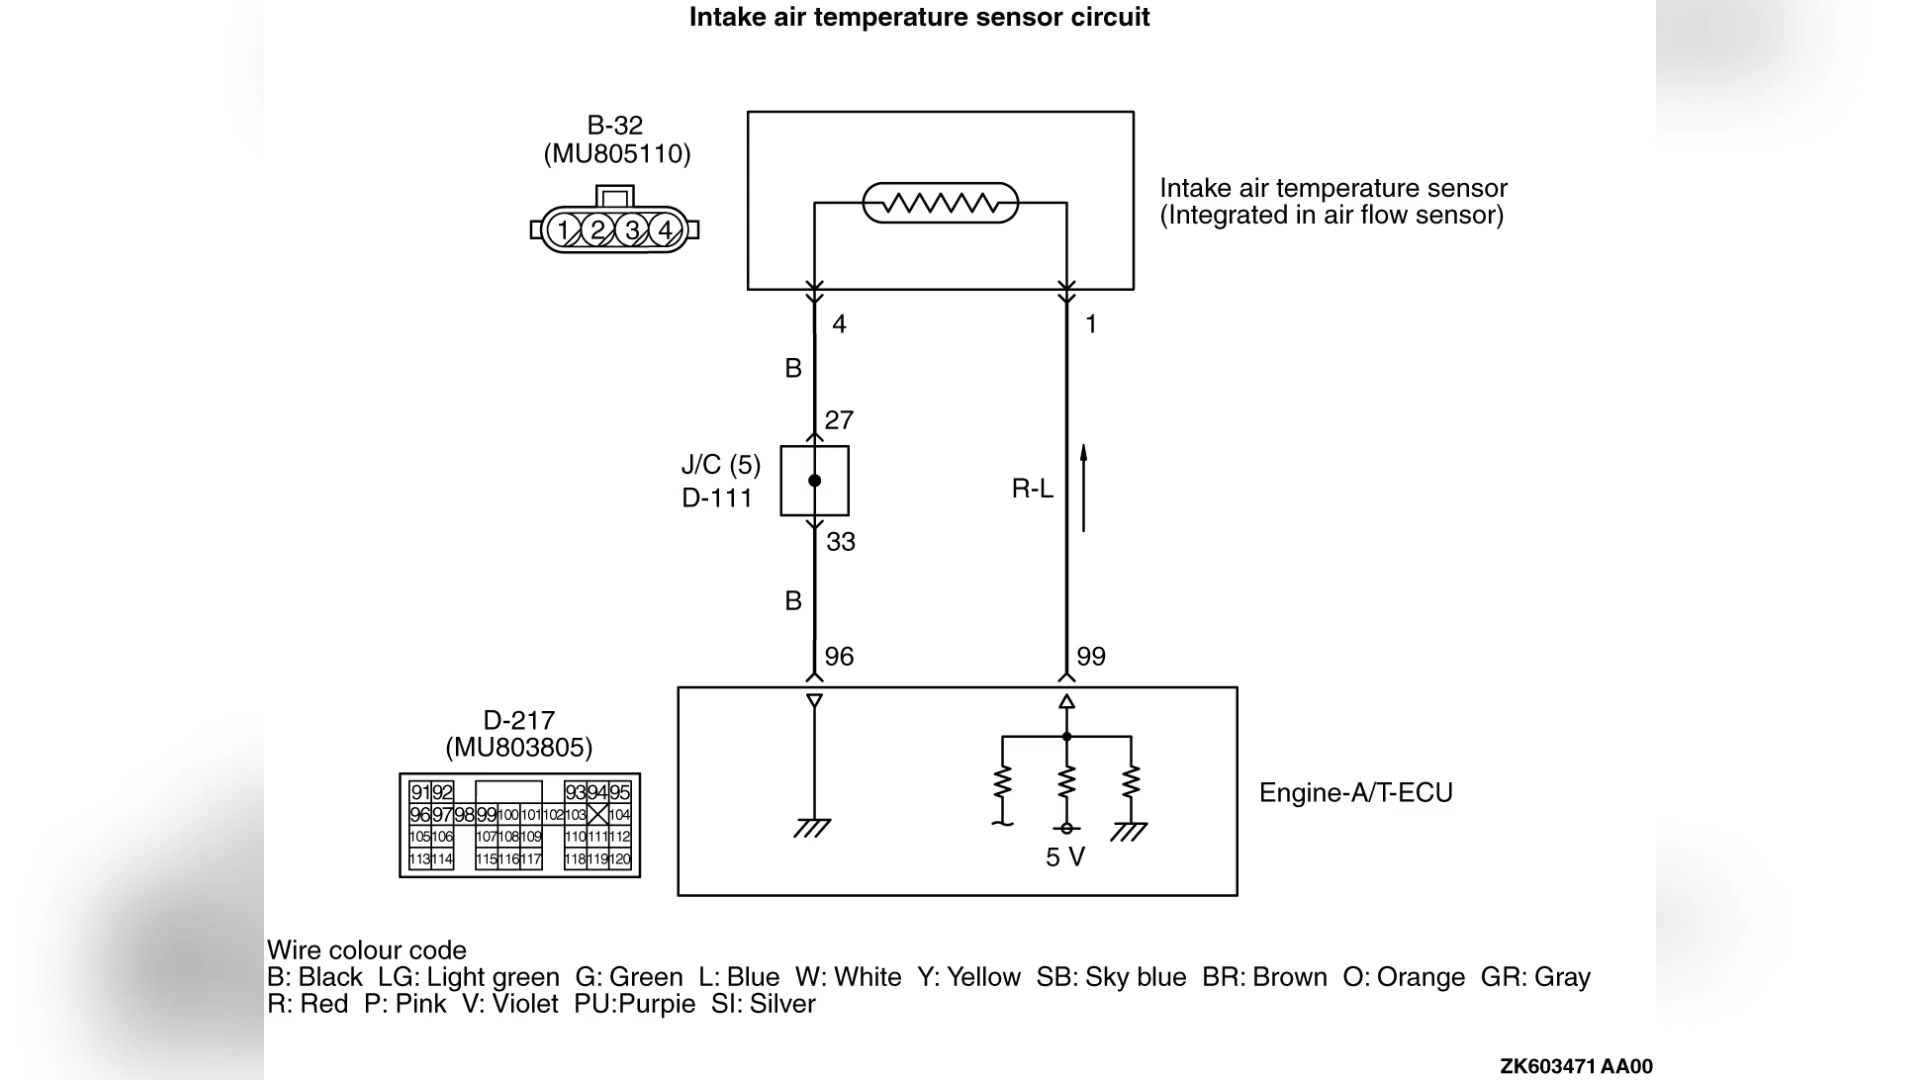 Intake air temperature sensor circuit
B-32
(MU805110)
1 2 3 4
Intake air temperature sensor
(Integrated in air flow sensor)
4
1
B
27
J/C (5)
D-111
R-L
33
B
96
99
D-217
(MU803805)
91 92 93 94 95
96 97 98 99 100 101 102 103 104
105 106 107 108 109 110 111 112
113 114 115 116 117 118 119 120
5 V
Engine-A/T-ECU
Wire colour code
B: Black LG: Light green G: Green L: Blue W: White Y: Yellow SB: Sky blue BR: Brown O: Orange GR: Gray
R: Red P: Pink V: Violet PU:Purpie SI: Silver
ZK603471 AA00